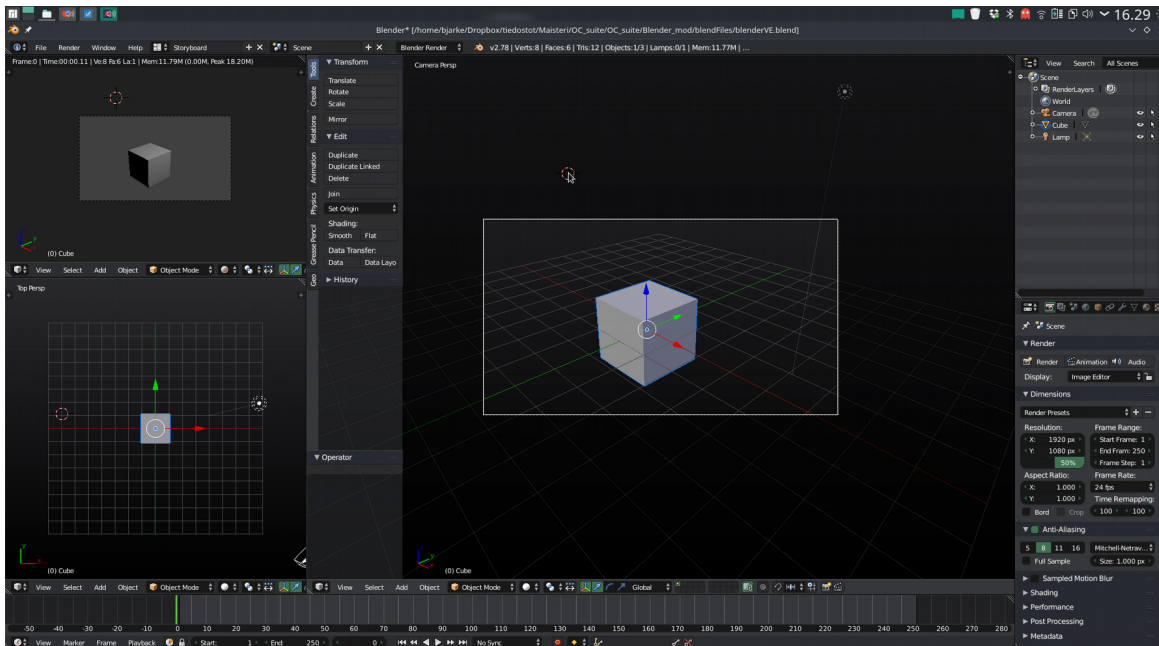 16.29
Blender* [/home/bjarke/Dropbox/tiedostot/Maisteri/OC_suite/OC_suite/Blender_mod/blendFiles/blenderVE.blend]
File Render Window Help Storyboard Scene Blender Render v2.78 | Verts:8 | Faces:6 | Tris:12 | Objects:1/3 | Lamps:0/1 | Mem:11.77M | ...
Frame:0 | Time:00:00.11 | Ve:8 Fa:6 La:1 | Mem:11.79M (0.00M, Peak 18.20M)
(0) Cube
View Select Add Object Object Mode
Top Persp
(0) Cube
View Select Add Object Object Mode
Tools
Create
Relations
Animation
Physics
Grease Pencil
Geo
Transform
Translate
Rotate
Scale
Mirror
Edit
Duplicate
Duplicate Linked
Delete
Join
Set Origin
Shading:
Smooth Flat
Data Transfer:
Data Data Layo
History
Operator
Camera Persp
(0) Cube
View Select Add Object Object Mode Global
View Search All Scenes
Scene
RenderLayers
World
Camera
Cube
Lamp
Scene
Render
Render Animation Audio
Display: Image Editor
Dimensions
Render Presets
Resolution: Frame Range:
X: 1920 px Start Frame: 1
Y: 1080 px End Fram: 250
50% Frame Step: 1
Aspect Ratio: Frame Rate:
X: 1.000 24 fps
Y: 1.000 Time Remapping:
Bord Crop 100 100
Anti-Aliasing
5 8 11 16 Mitchell-Netrav...
Full Sample Size: 1.000 px
Sampled Motion Blur
Shading
Performance
Post Processing
Metadata
-50 -40 -30 -20 -10 0 10 20 30 40 50 60 70 80 90 100 110 120 130 140 150 160 170 180 190 200 210 220 230 240 250 260 270 280
View Marker Frame Playback Start: 1 End: 250 0 No Sync